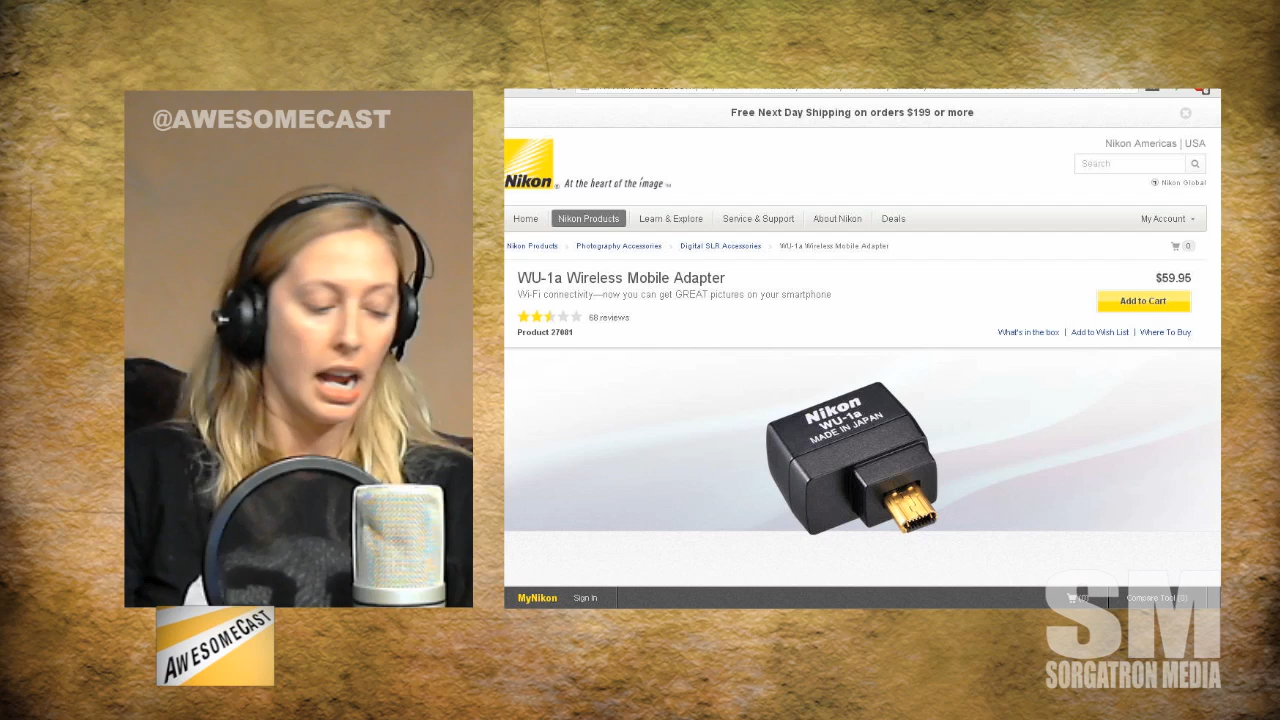 @AWESOMECAST
Free Next Day Shipping on orders $199 or more
Nikon Americas | USA
Search
Nikon Global
Nikon
At the heart of the image
Home Nikon Products Learn & Explore Service & Support About Nikon Deals My Account
Nikon Products Photography Accessories Digital SLR Accessories WU-1a Wireless Mobile Adapter 0
WU-1a Wireless Mobile Adapter $59.95
Wi-Fi connectivity—now you can get GREAT pictures on your smartphone
Add to Cart
68 reviews
Product 27081 What's in the box | Add to Wish List | Where To Buy
Nikon
WU-1a
MADE IN JAPAN
MyNikon Sign In (0) Compare Tool (0)
AWESOMECAST
SM
SORGATRON MEDIA